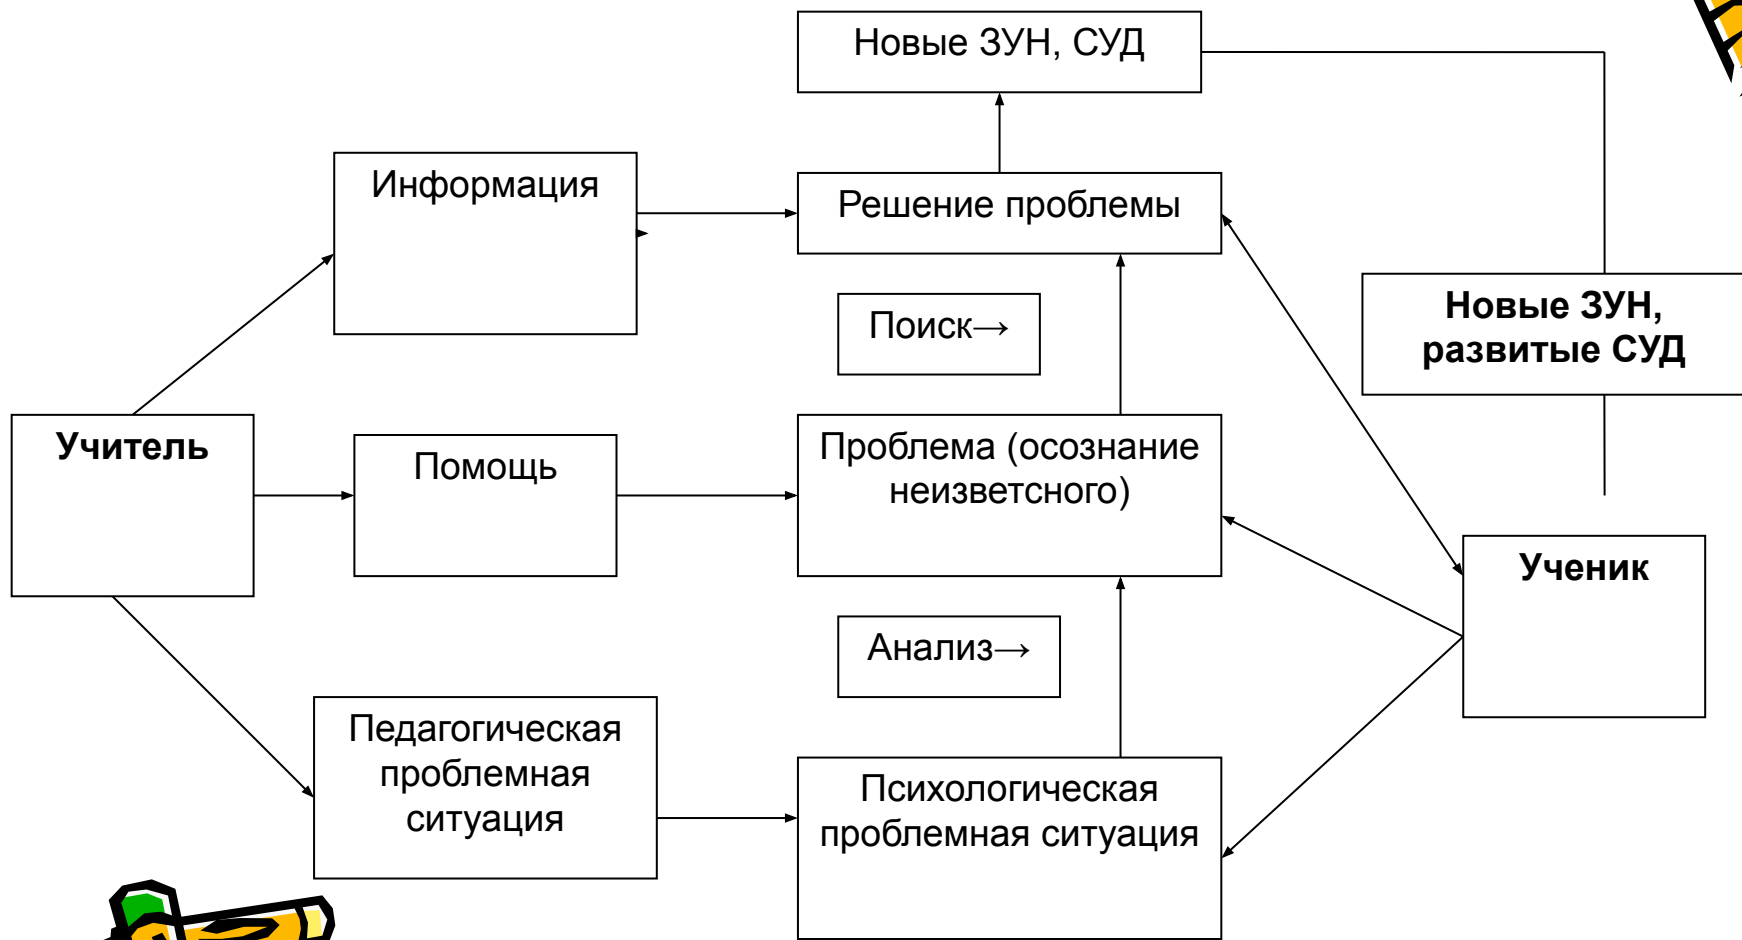 Новые ЗУН, СУД
Информация
Решение проблемы
Поиск→
Новые ЗУН,
развитые СУД
Учитель
Помощь
Проблема (осознание
неизветсного)
Ученик
Анализ→
Педагогическая
проблемная
ситуация
Психологическая
проблемная ситуация